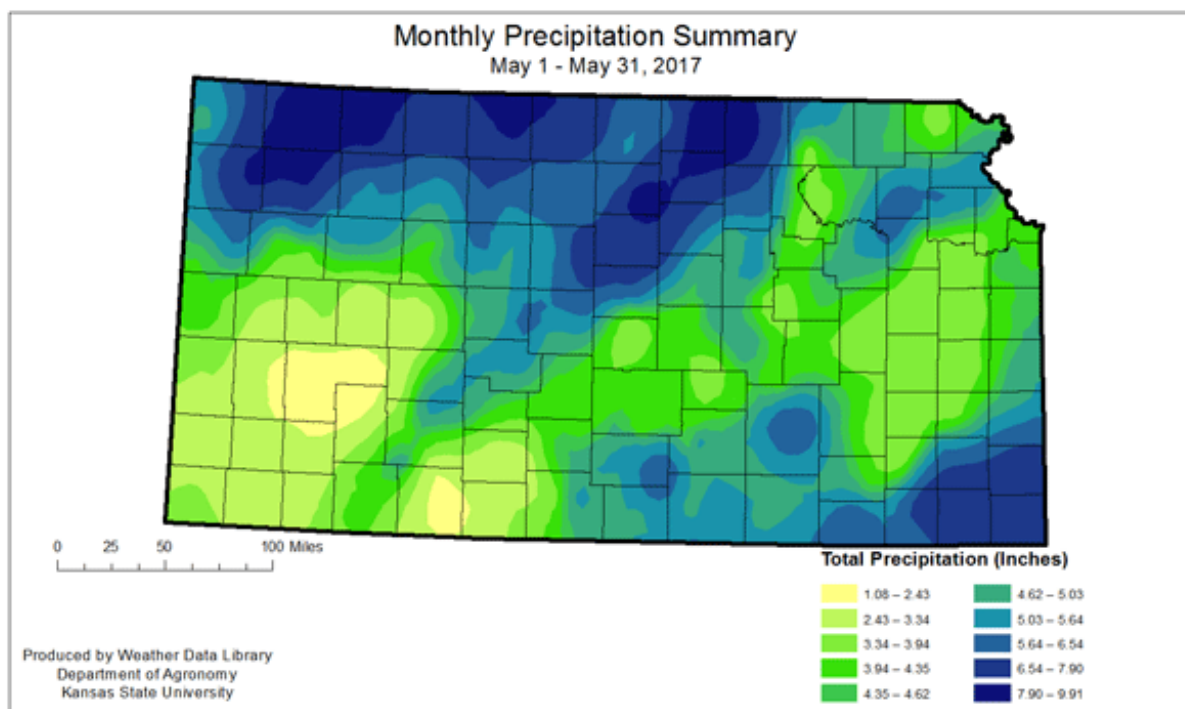 Monthly Precipitation Summary
May 1 - May 31, 2017
0 25 50 100 Miles
Produced by Weather Data Library
Department of Agronomy
Kansas State University
Total Precipitation (Inches)
1.08 – 2.43
2.43 – 3.34
3.34 – 3.94
3.94 – 4.35
4.35 – 4.62
4.62 – 5.03
5.03 – 5.64
5.64 – 6.54
6.54 – 7.90
7.90 – 9.91